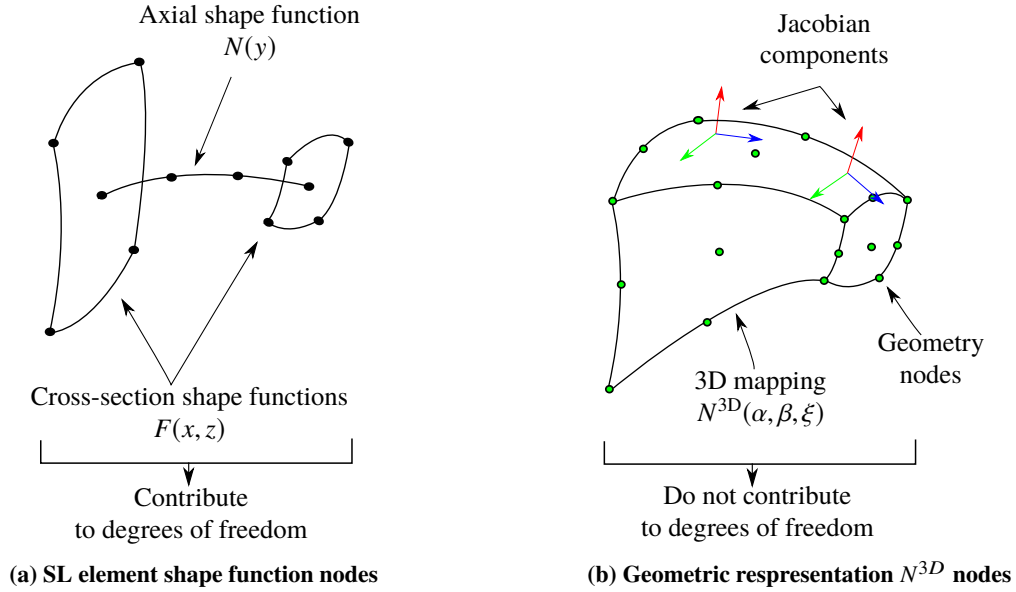 Axial shape function
N(y)
Cross-section shape functions
F(x, z)
Contribute
to degrees of freedom
(a) SL element shape function nodes
Jacobian
components
Geometry
nodes
3D mapping
N^{3D}(α, β, ξ)
Do not contribute
to degrees of freedom
(b) Geometric respresentation N^{3D} nodes